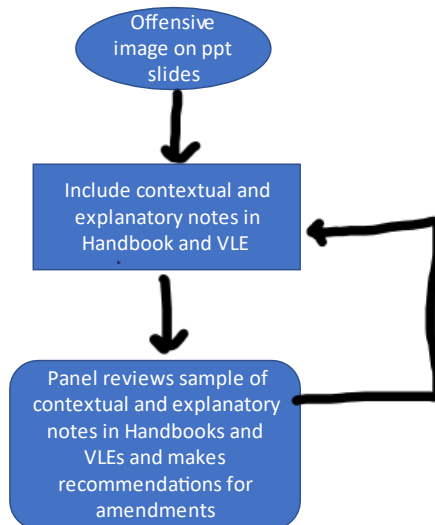 Offensive
image on ppt
slides
Include contextual and
explanatory notes in
Handbook and VLE
Panel reviews sample of
contextual and explanatory
notes in Handbooks and
VLEs and makes
recommendations for
amendments